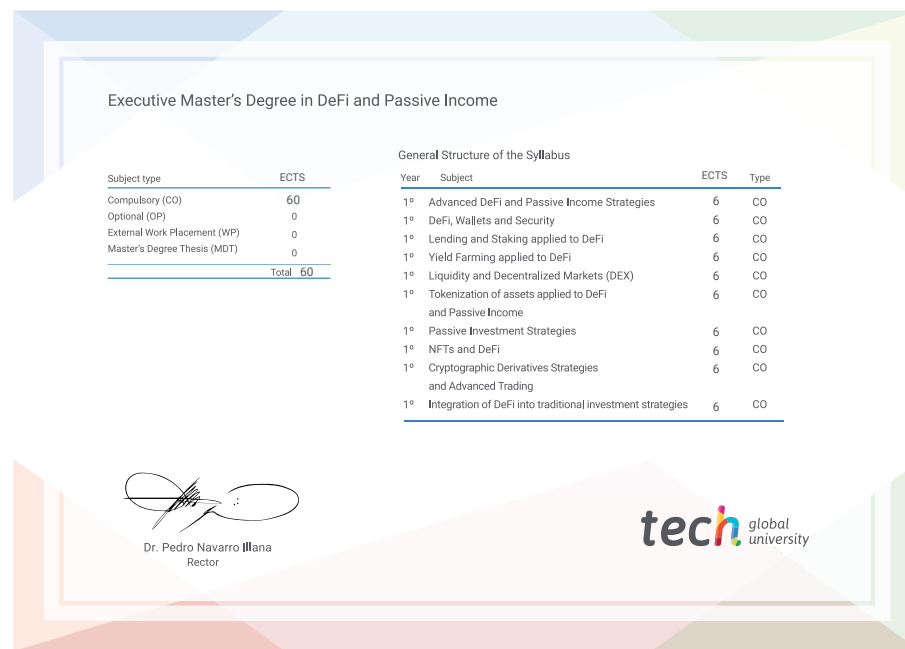 Executive Master's Degree in DeFi and Passive Income
Subject type ECTS
Compulsory (CO) 60
Optional (OP) 0
External Work Placement (WP) 0
Master's Degree Thesis (MDT) 0
Total 60
General Structure of the Syllabus
Year Subject ECTS Type
1º Advanced DeFi and Passive Income Strategies 6 CO
1º DeFi, Wallets and Security 6 CO
1º Lending and Staking applied to DeFi 6 CO
1º Yield Farming applied to DeFi 6 CO
1º Liquidity and Decentralized Markets (DEX) 6 CO
1º Tokenization of assets applied to DeFi 6 CO
and Passive Income
1º Passive Investment Strategies 6 CO
1º NFTs and DeFi 6 CO
1º Cryptographic Derivatives Strategies 6 CO
and Advanced Trading
1º Integration of DeFi into traditional investment strategies 6 CO
Dr. Pedro Navarro Illana
Rector
tech global
university